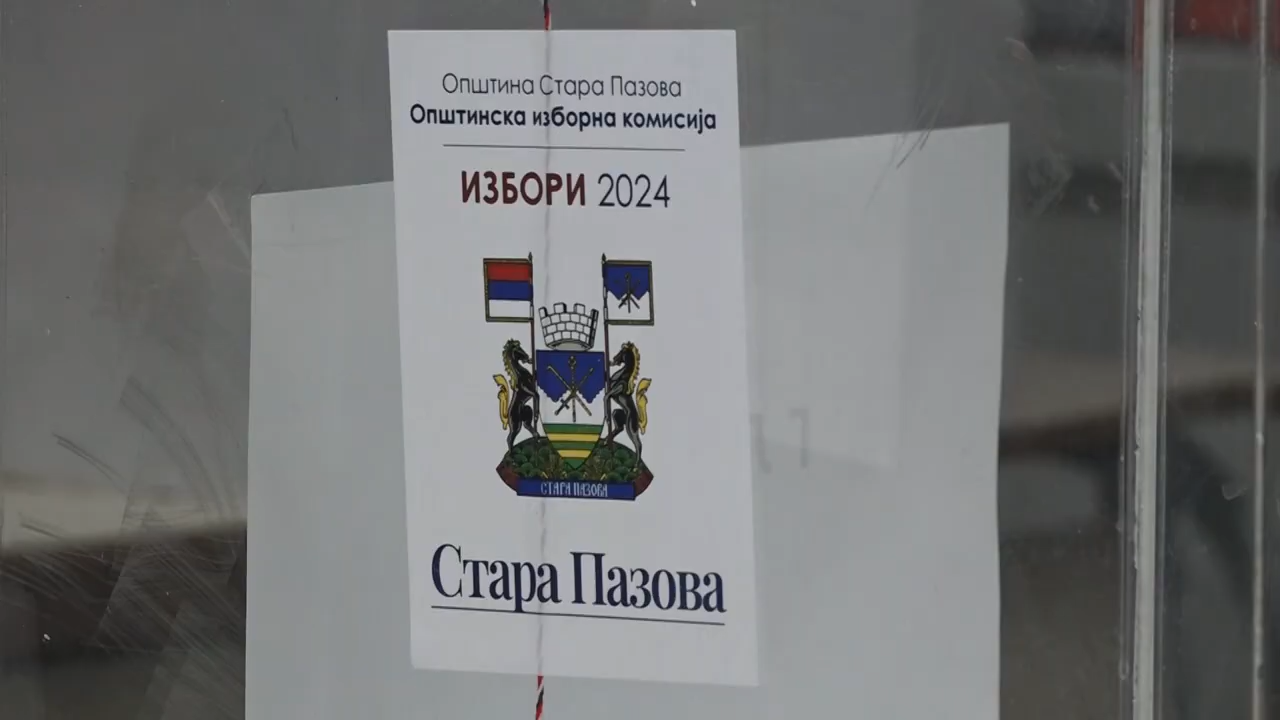 Општина Стара Пазова
Општинска изборна комисија
ИЗБОРИ 2024
СТАРА ПАЗОВА
Стара Пазова